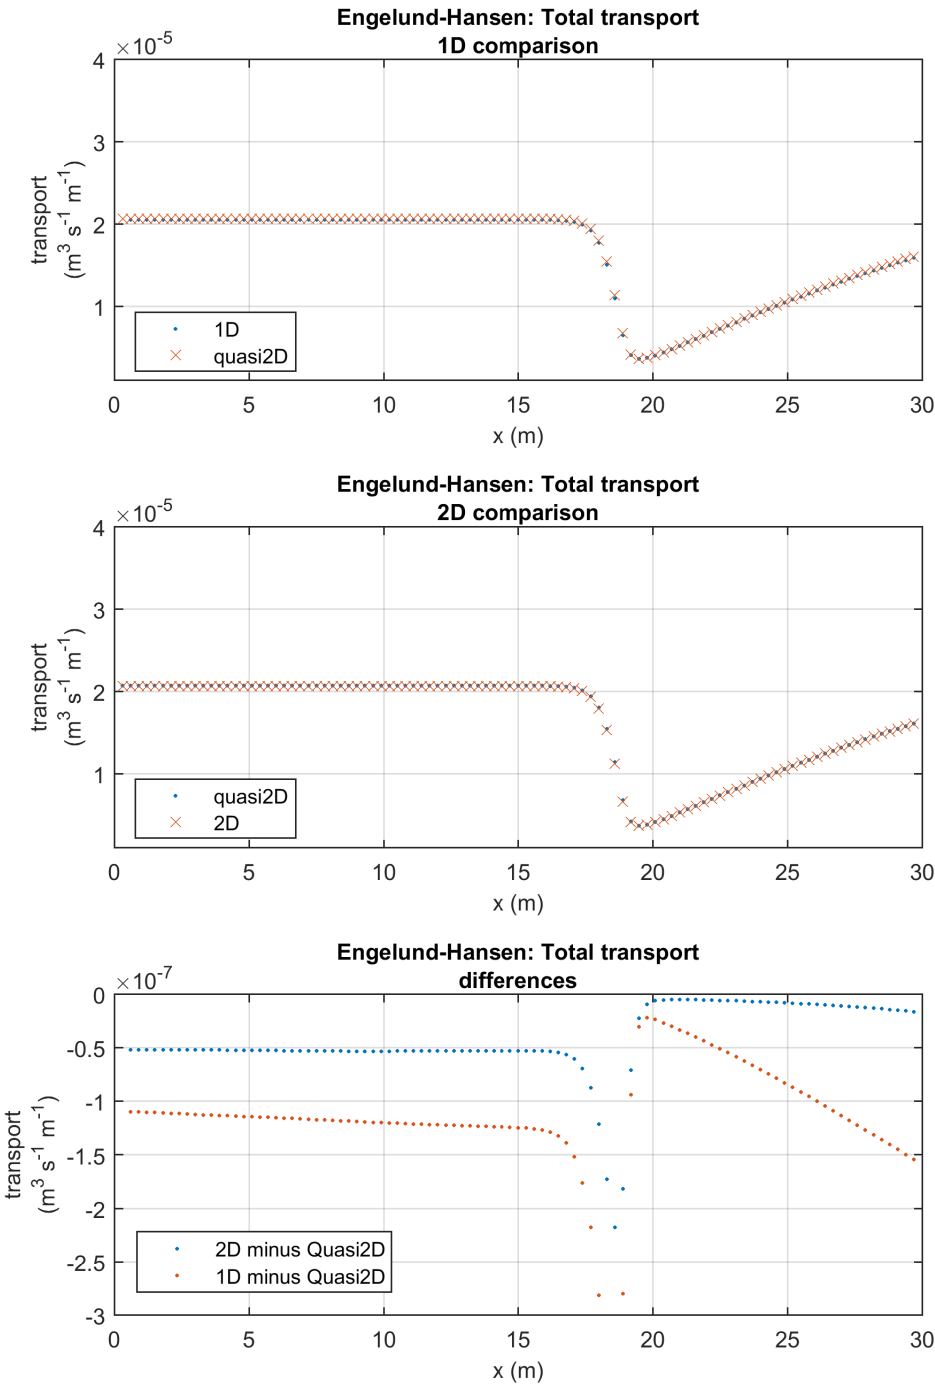 Engelund-Hansen: Total transport
1D comparison
×10^-5
4
3
2
1
transport
(m^3 s^-1 m^-1)
1D
quasi2D
0 5 10 15 20 25 30
x (m)
Engelund-Hansen: Total transport
2D comparison
×10^-5
4
3
2
1
transport
(m^3 s^-1 m^-1)
quasi2D
2D
0 5 10 15 20 25 30
x (m)
Engelund-Hansen: Total transport
differences
×10^-7
0
-0.5
-1
-1.5
-2
-2.5
-3
transport
(m^3 s^-1 m^-1)
2D minus Quasi2D
1D minus Quasi2D
0 5 10 15 20 25 30
x (m)